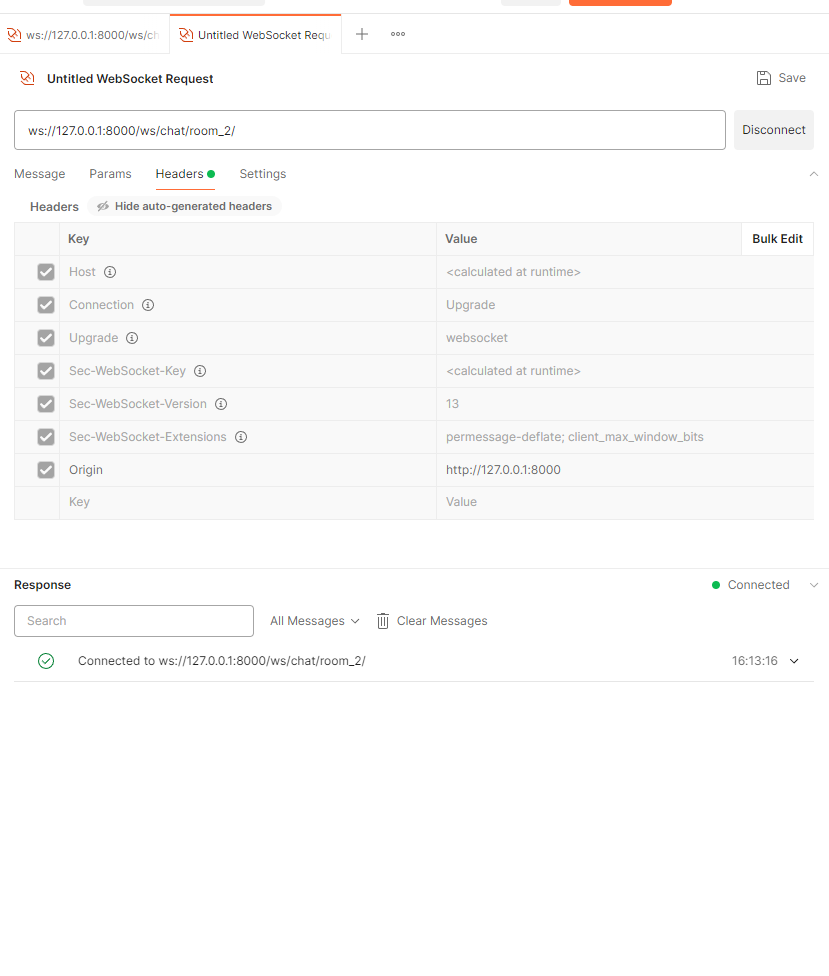 ws://127.0.0.1:8000/ws/ch
Untitled WebSocket Requ
Untitled WebSocket Request
Save
ws://127.0.0.1:8000/ws/chat/room_2/
Disconnect
Message Params Headers Settings
Headers Hide auto-generated headers
Key Value Bulk Edit
Host <calculated at runtime>
Connection Upgrade
Upgrade websocket
Sec-WebSocket-Key <calculated at runtime>
Sec-WebSocket-Version 13
Sec-WebSocket-Extensions permessage-deflate; client_max_window_bits
Origin http://127.0.0.1:8000
Key Value
Response Connected
Search All Messages Clear Messages
Connected to ws://127.0.0.1:8000/ws/chat/room_2/ 16:13:16